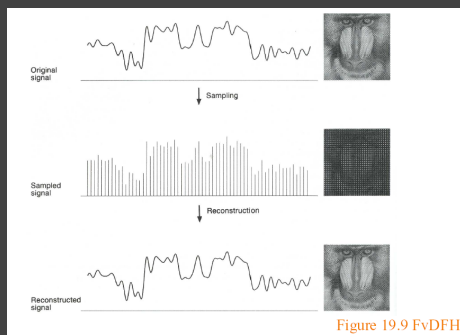 Original
signal
Sampling
Sampled
signal
Reconstruction
Reconstructed
signal
Figure 19.9 FvDFH